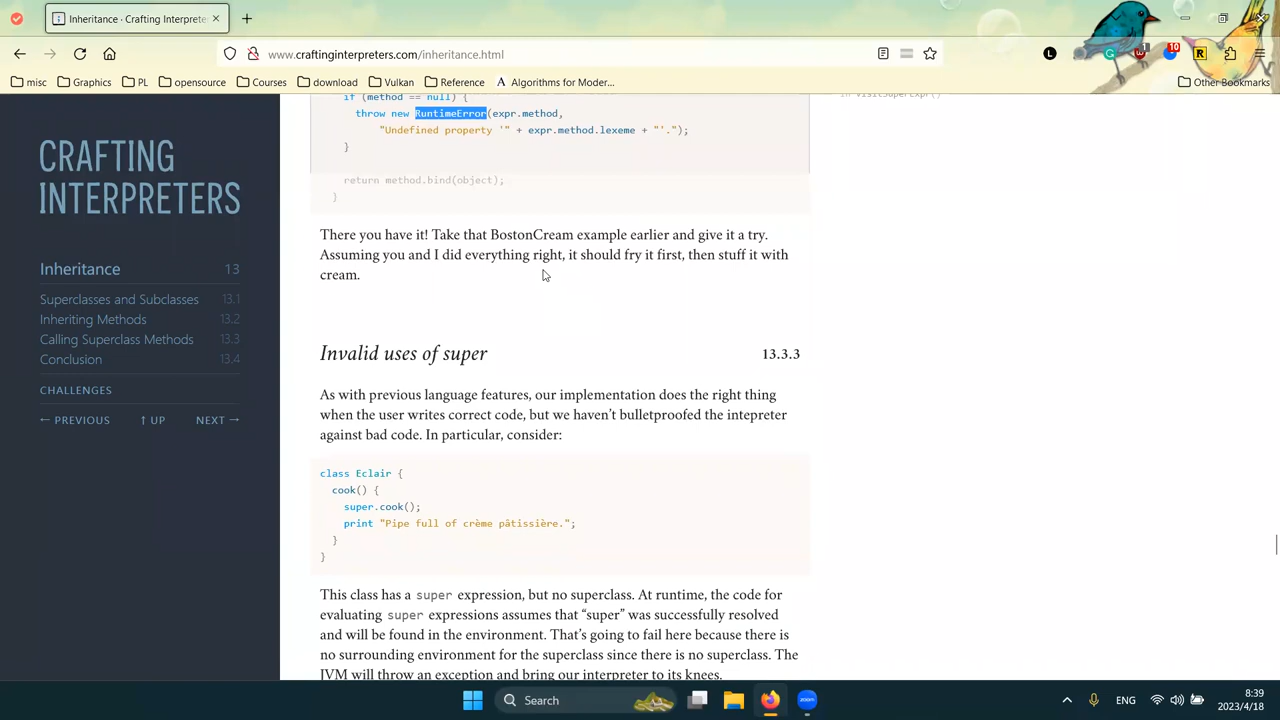 Inheritance · Crafting Interpreter
www.craftinginterpreters.com/inheritance.html
L
G
1
10
R
misc
Graphics
PL
opensource
Courses
download
Vulkan
Reference
A
Algorithms for Moder...
Other Bookmarks
CRAFTING
INTERPRETERS
Inheritance 13
Superclasses and Subclasses 13.1
Inheriting Methods 13.2
Calling Superclass Methods 13.3
Conclusion 13.4
CHALLENGES
← PREVIOUS ↑ UP NEXT →
if (method == null) {
throw new RuntimeError(expr.method,
"Undefined property '" + expr.method.lexeme + "'.");
}
return method.bind(object);
}
in visitSuperExpr()
There you have it! Take that BostonCream example earlier and give it a try.
Assuming you and I did everything right, it should fry it first, then stuff it with
cream.
Invalid uses of super 13.3.3
As with previous language features, our implementation does the right thing
when the user writes correct code, but we haven’t bulletproofed the intepreter
against bad code. In particular, consider:
class Eclair {
cook() {
super.cook();
print "Pipe full of crème pâtissière.";
}
}
This class has a super expression, but no superclass. At runtime, the code for
evaluating super expressions assumes that “super” was successfully resolved
and will be found in the environment. That’s going to fail here because there is
no surrounding environment for the superclass since there is no superclass. The
JVM will throw an exception and bring our interpreter to its knees.
Search
zoom
ENG
8:39
2023/4/18